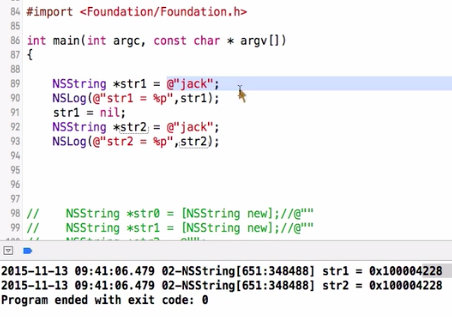 84 #import <Foundation/Foundation.h>
85
86 int main(int argc, const char * argv[])
87 {
88
89 NSString *str1 = @"jack";
90 NSLog(@"str1 = %p",str1);
91 str1 = nil;
92 NSString *str2 = @"jack";
93 NSLog(@"str2 = %p",str2);
94
95
96
97
98 // NSString *str0 = [NSString new];//@""
99 // NSString *str1 = [NSString new];//@""
2015-11-13 09:41:06.479 02-NSString[651:348488] str1 = 0x100004228
2015-11-13 09:41:06.479 02-NSString[651:348488] str2 = 0x100004228
Program ended with exit code: 0